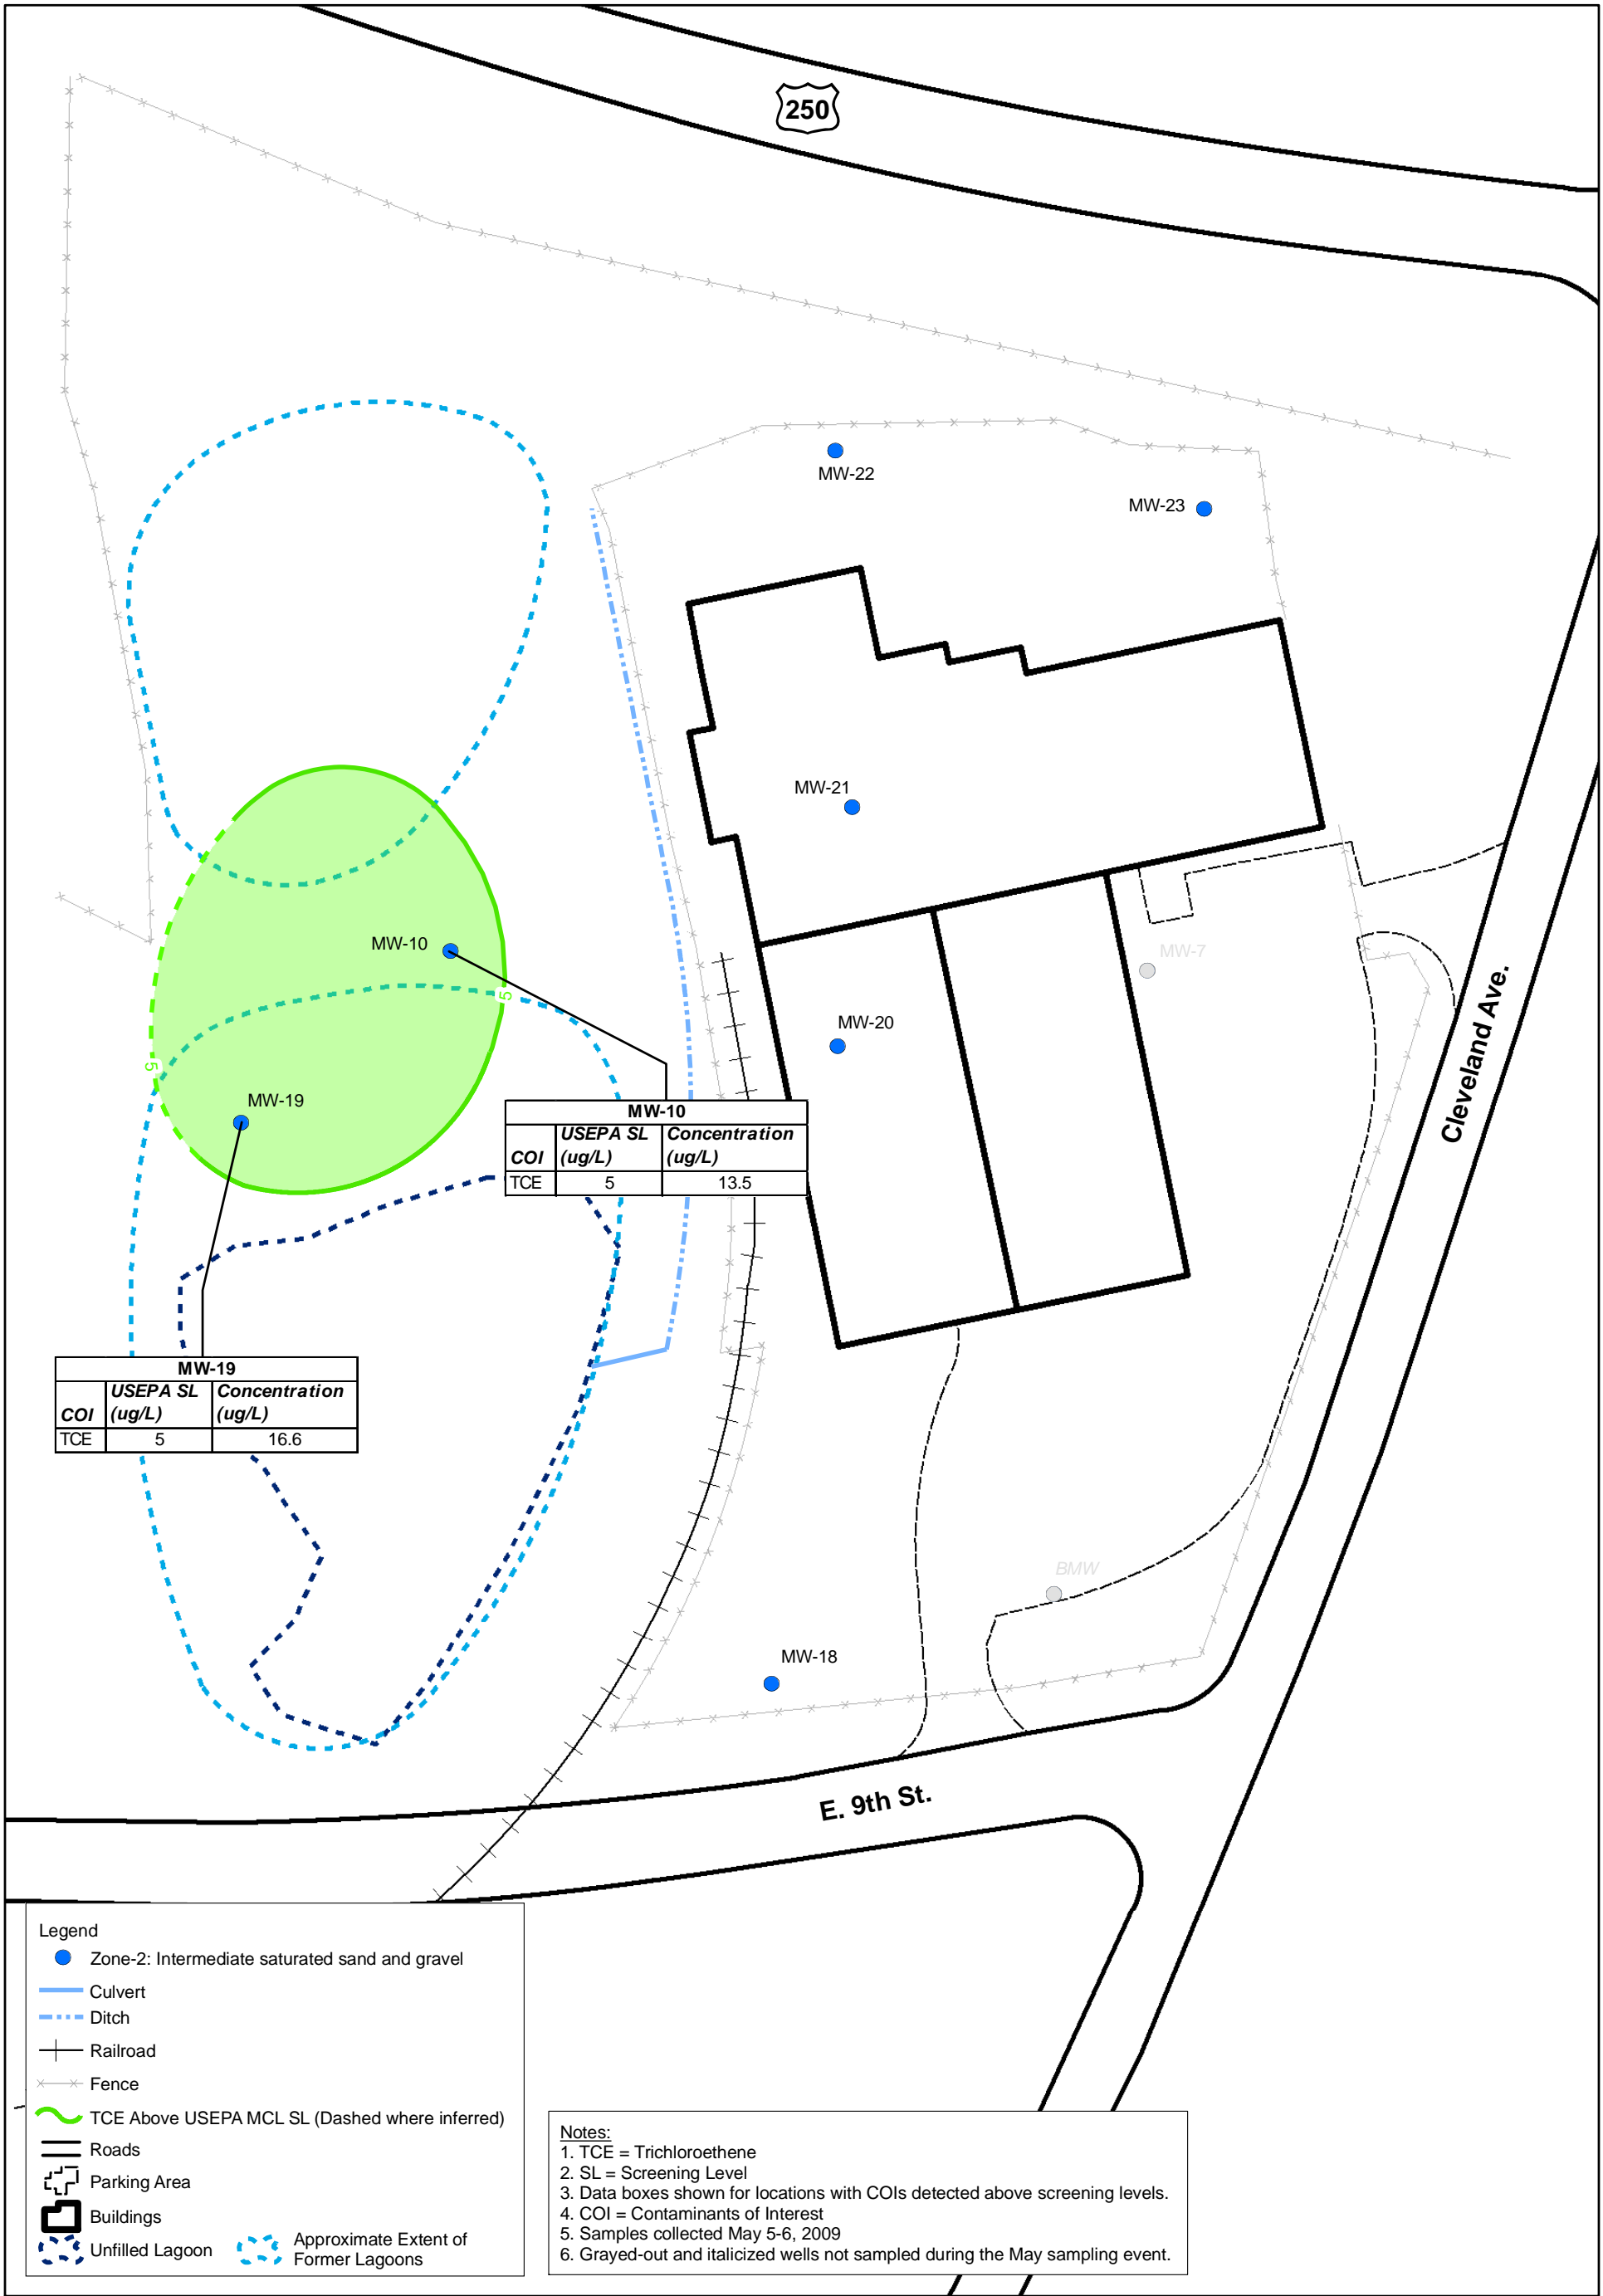 250
MW-22
MW-23
MW-21
MW-10
MW-7
5
MW-20
5
MW-19
Cleveland Ave.
MW-10
COI USEPA SL (ug/L) Concentration (ug/L)
TCE 5 13.5
MW-19
COI USEPA SL (ug/L) Concentration (ug/L)
TCE 5 16.6
BMW
MW-18
E. 9th St.
Legend
Zone-2: Intermediate saturated sand and gravel
Culvert
Ditch
Railroad
Fence
TCE Above USEPA MCL SL (Dashed where inferred)
Roads
Parking Area
Buildings
Unfilled Lagoon
Approximate Extent of
Former Lagoons
Notes:
1. TCE = Trichloroethene
2. SL = Screening Level
3. Data boxes shown for locations with COIs detected above screening levels.
4. COI = Contaminants of Interest
5. Samples collected May 5-6, 2009
6. Grayed-out and italicized wells not sampled during the May sampling event.